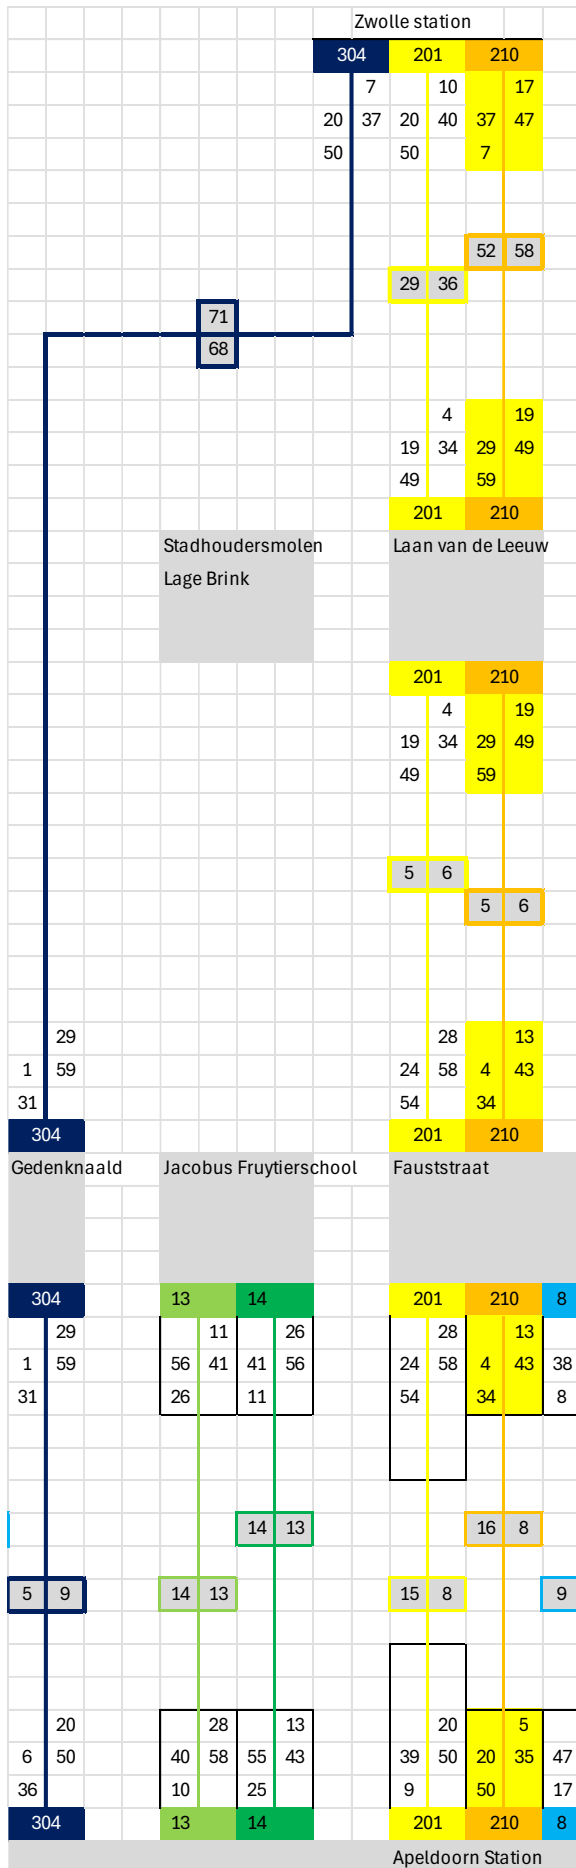 Zwolle station
304 201 210
7 10 17
20 37 20 40 37 47
50 50 7
52 58
29 36
71
68
4 19
19 34 29 49
49 59
201 210
Stadhoudersmolen Laan van de Leeuw
Lage Brink
201 210
4 19
19 34 29 49
49 59
5 6
5 6
29 28 13
1 59 24 58 4 43
31 54 34
304 201 210
Gedenknaald Jacobus Fruytierschool Fauststraat
304 13 14 201 210 8
29 11 26 28 13
1 59 56 41 41 56 24 58 4 43 38
31 26 11 54 34 8
14 13 16 8
5 9 14 13 15 8 9
20 28 13 20 5
6 50 40 58 55 43 39 50 20 35 47
36 10 25 9 50 17
304 13 14 201 210 8
Apeldoorn Station